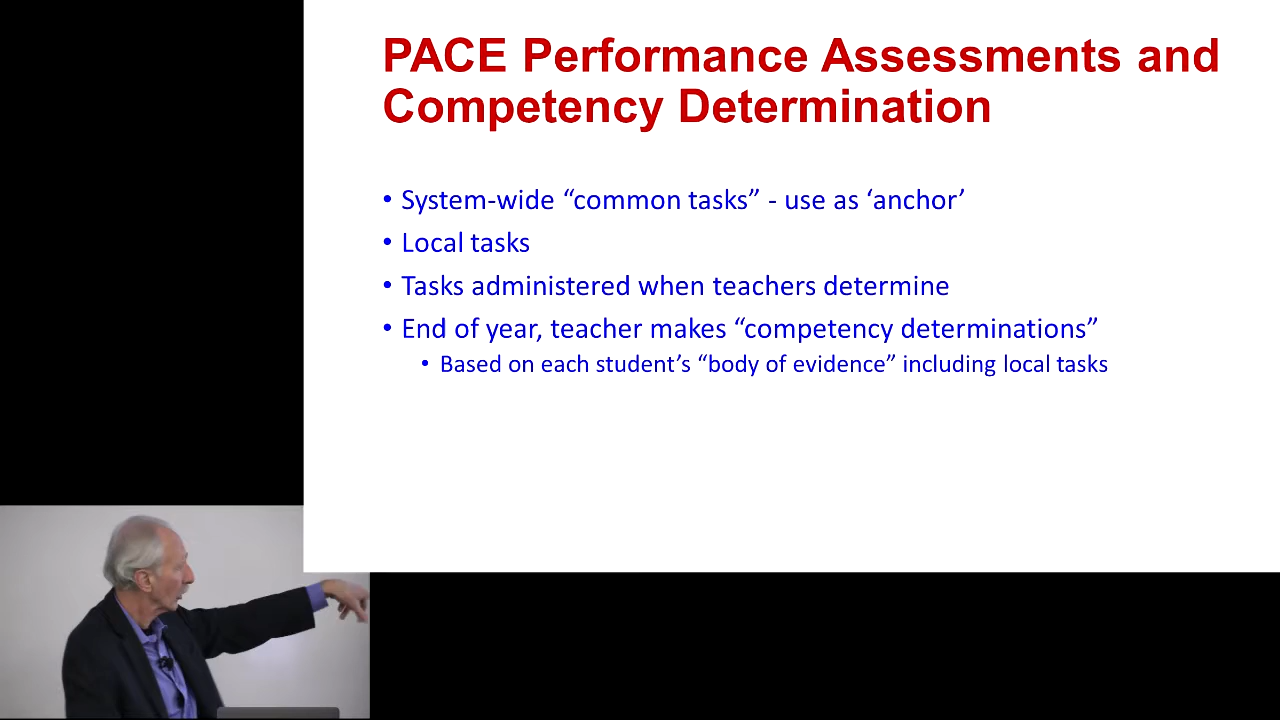 PACE Performance Assessments and
Competency Determination
• System-wide “common tasks” - use as ‘anchor’
• Local tasks
• Tasks administered when teachers determine
• End of year, teacher makes “competency determinations”
• Based on each student’s “body of evidence” including local tasks